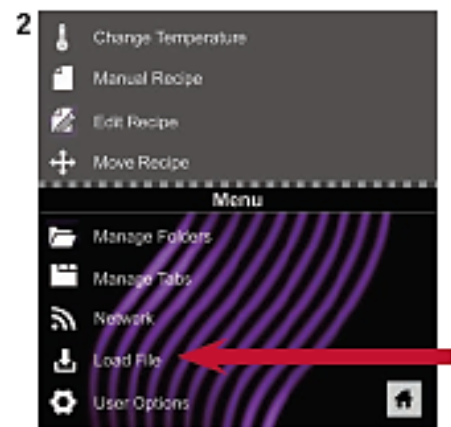 2
Change Temperature
Manual Recipe
Edit Recipe
Move Recipe
Menu
Manage Folders
Manage Tabs
Network
Load File
User Options